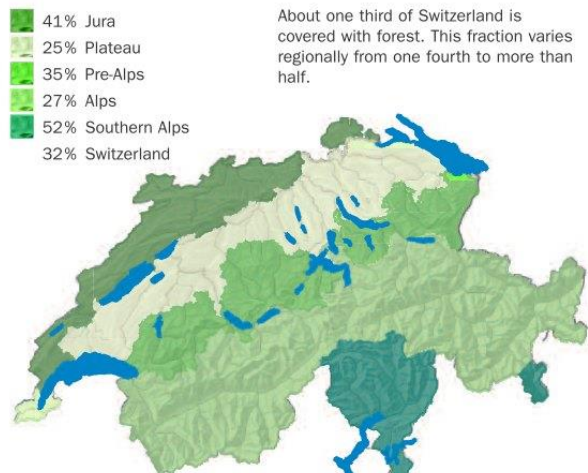 41% Jura
25% Plateau
35% Pre-Alps
27% Alps
52% Southern Alps
32% Switzerland
About one third of Switzerland is
covered with forest. This fraction varies
regionally from one fourth to more than
half.